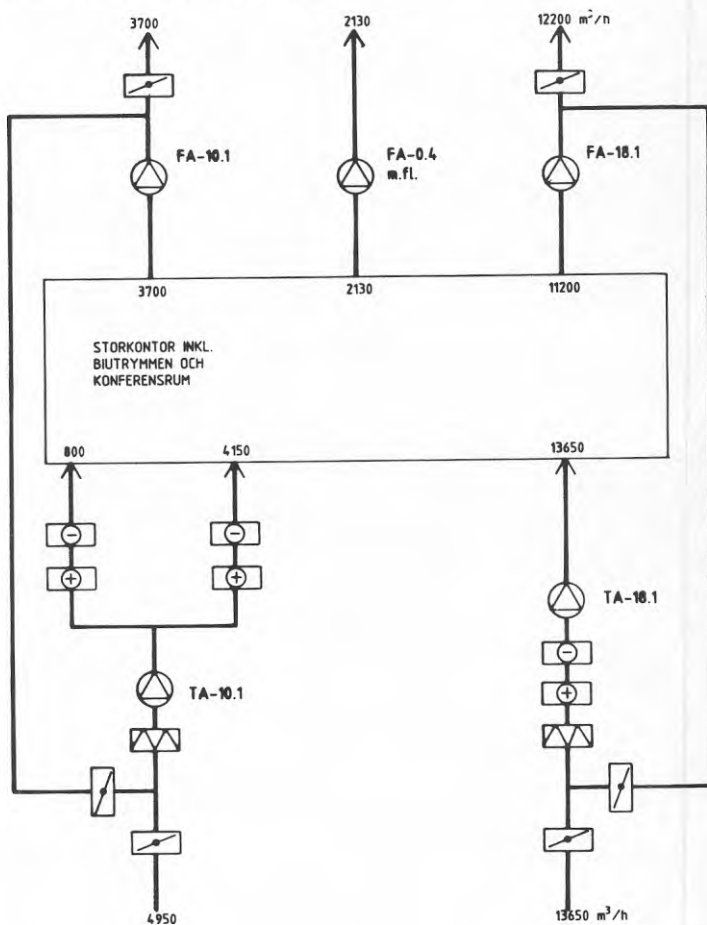 3700
2130
12200 m³/h
FA-10.1
FA-0.4
m.fl.
FA-18.1
3700
2130
11200
STORKONTOR INKL.
BIUTRYMMEN OCH
KONFERENSRUM
800
4150
13650
TA-18.1
TA-10.1
4950
13650 m³/h